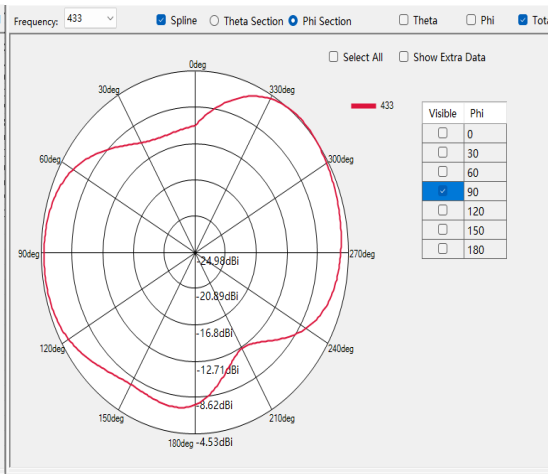 Frequency: 433 Spline Theta Section Phi Section Theta Phi
Select All Show Extra Data
0deg
30deg 330deg
433
Visible Phi
0
30
60
90
120
150
180
60deg 300deg
90deg 270deg
-24.98dBi
-20.89dBi
-16.8dBi
120deg 240deg
-12.71dBi
-8.62dBi
150deg 210deg
180deg -4.53dBi